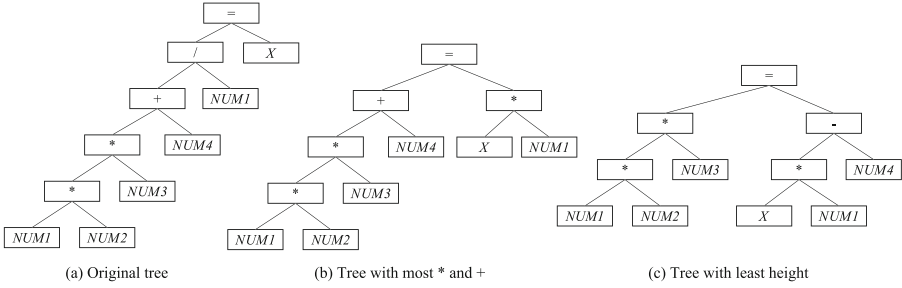 =
/ X
=
+ NUM1
+ *
=
* NUM4
* NUM4 X NUM1
* -
* NUM3
* NUM3
* NUM3 * NUM4
NUM1 NUM2
NUM1 NUM2
NUM1 NUM2 X NUM1
(a) Original tree
(b) Tree with most * and +
(c) Tree with least height